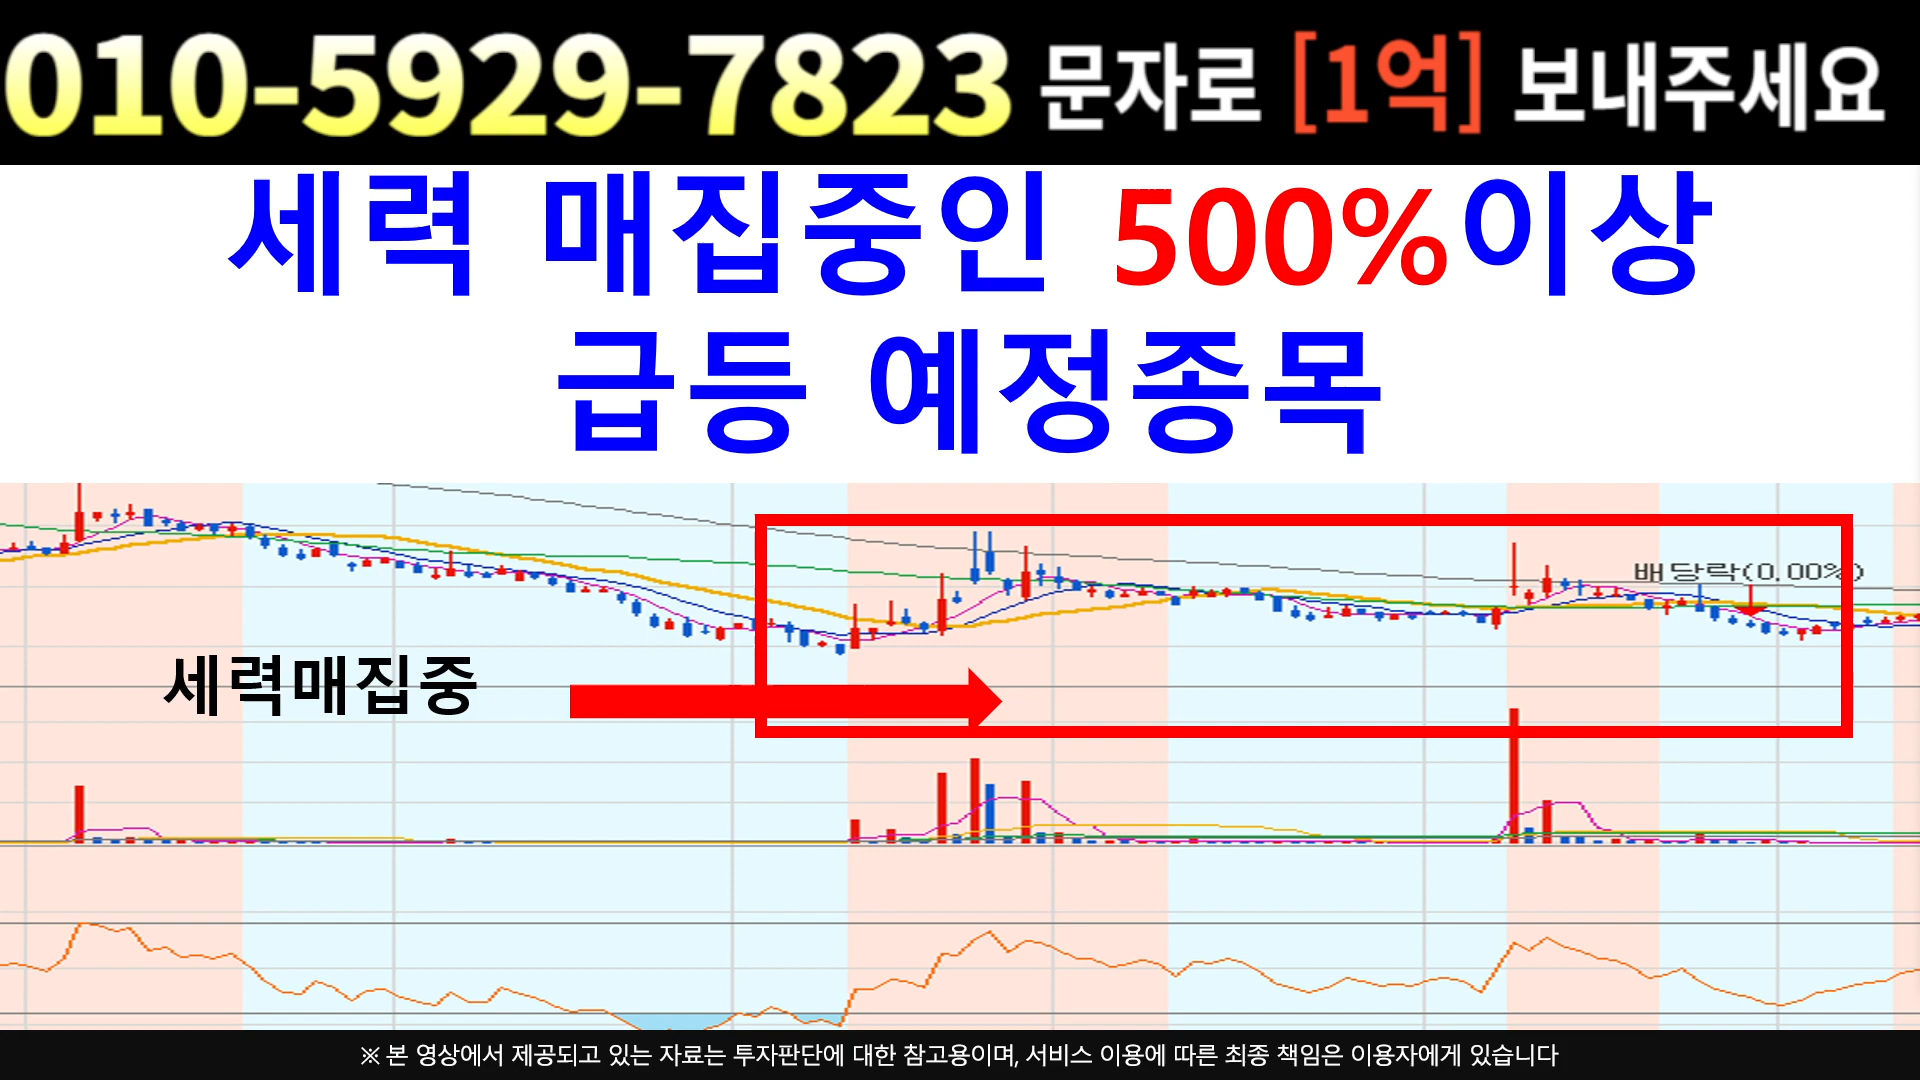 010-5929-7823 문자로 [1억] 보내주세요
세력 매집중인 500%이상
급등 예정종목
배당락(0.00%)
세력매집중
※ 본 영상에서 제공되고 있는 자료는 투자판단에 대한 참고용이며, 서비스 이용에 따른 최종 책임은 이용자에게 있습니다